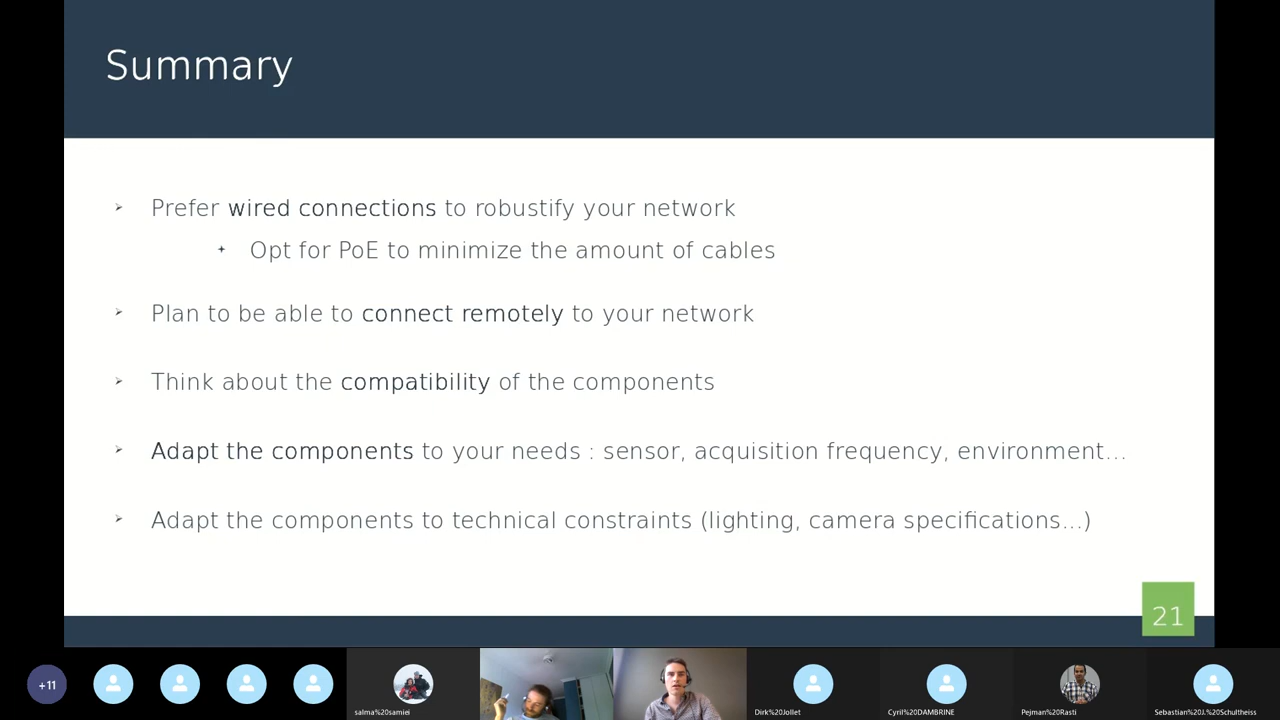 Summary
Prefer wired connections to robustify your network
Opt for PoE to minimize the amount of cables
Plan to be able to connect remotely to your network
Think about the compatibility of the components
Adapt the components to your needs : sensor, acquisition frequency, environment...
Adapt the components to technical constraints (lighting, camera specifications...)
21
+11
salma%20samiei
Dirk%20Jollet
Cyril%20DAMBRINE
Pejman%20Rasti
Sebastian%20J.%20Schultheiss